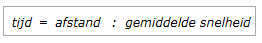 tijd = afstand : gemiddelde snelheid